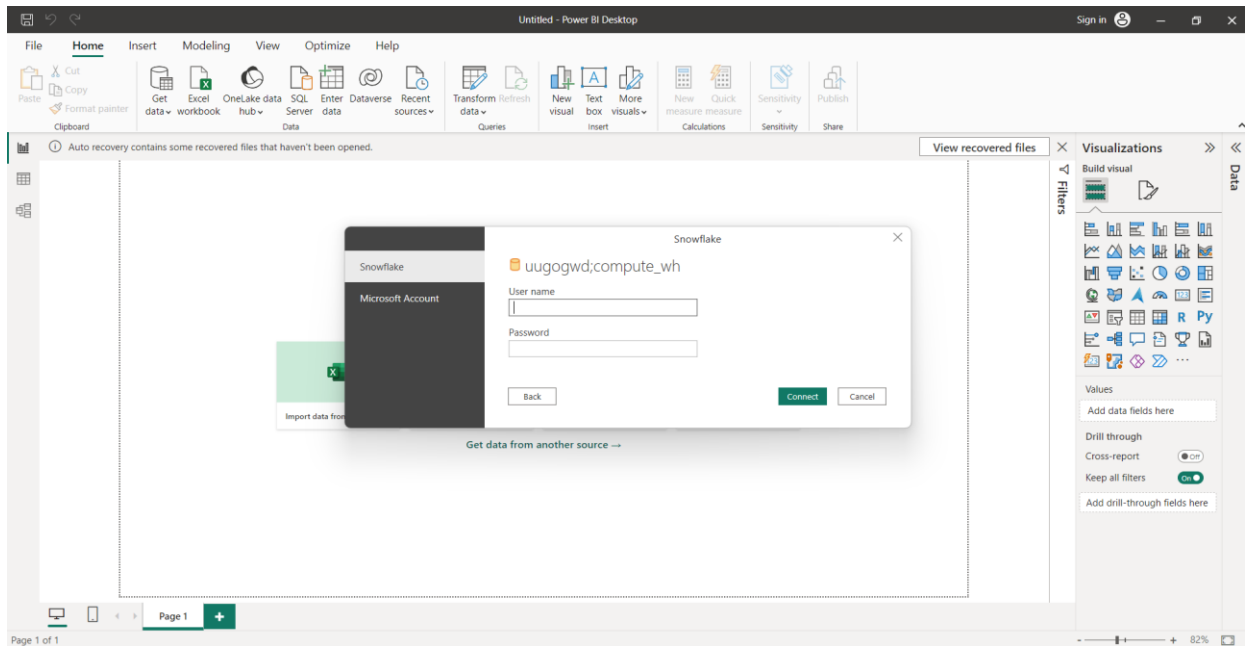 Untitled - Power BI Desktop
Sign in
File Home Insert Modeling View Optimize Help
Paste
Cut
Copy
Format painter
Clipboard
Get data
Excel workbook
OneLake data hub
SQL Server
Enter data
Dataverse
Recent sources
Data
Transform data
Refresh
Queries
New visual
Text box
More visuals
Insert
New measure
Quick measure
Calculations
Sensitivity
Sensitivity
Publish
Share
Auto recovery contains some recovered files that haven't been opened.
View recovered files
Filters
Visualizations
Build visual
Data
R Py
123
Values
Add data fields here
Drill through
Cross-report
Off
Keep all filters
On
Add drill-through fields here
Snowflake
Snowflake
Microsoft Account
uugogwd;compute_wh
User name
Password
Back
Connect
Cancel
Import data fro
Get data from another source →
Page 1
Page 1 of 1
- + 82%